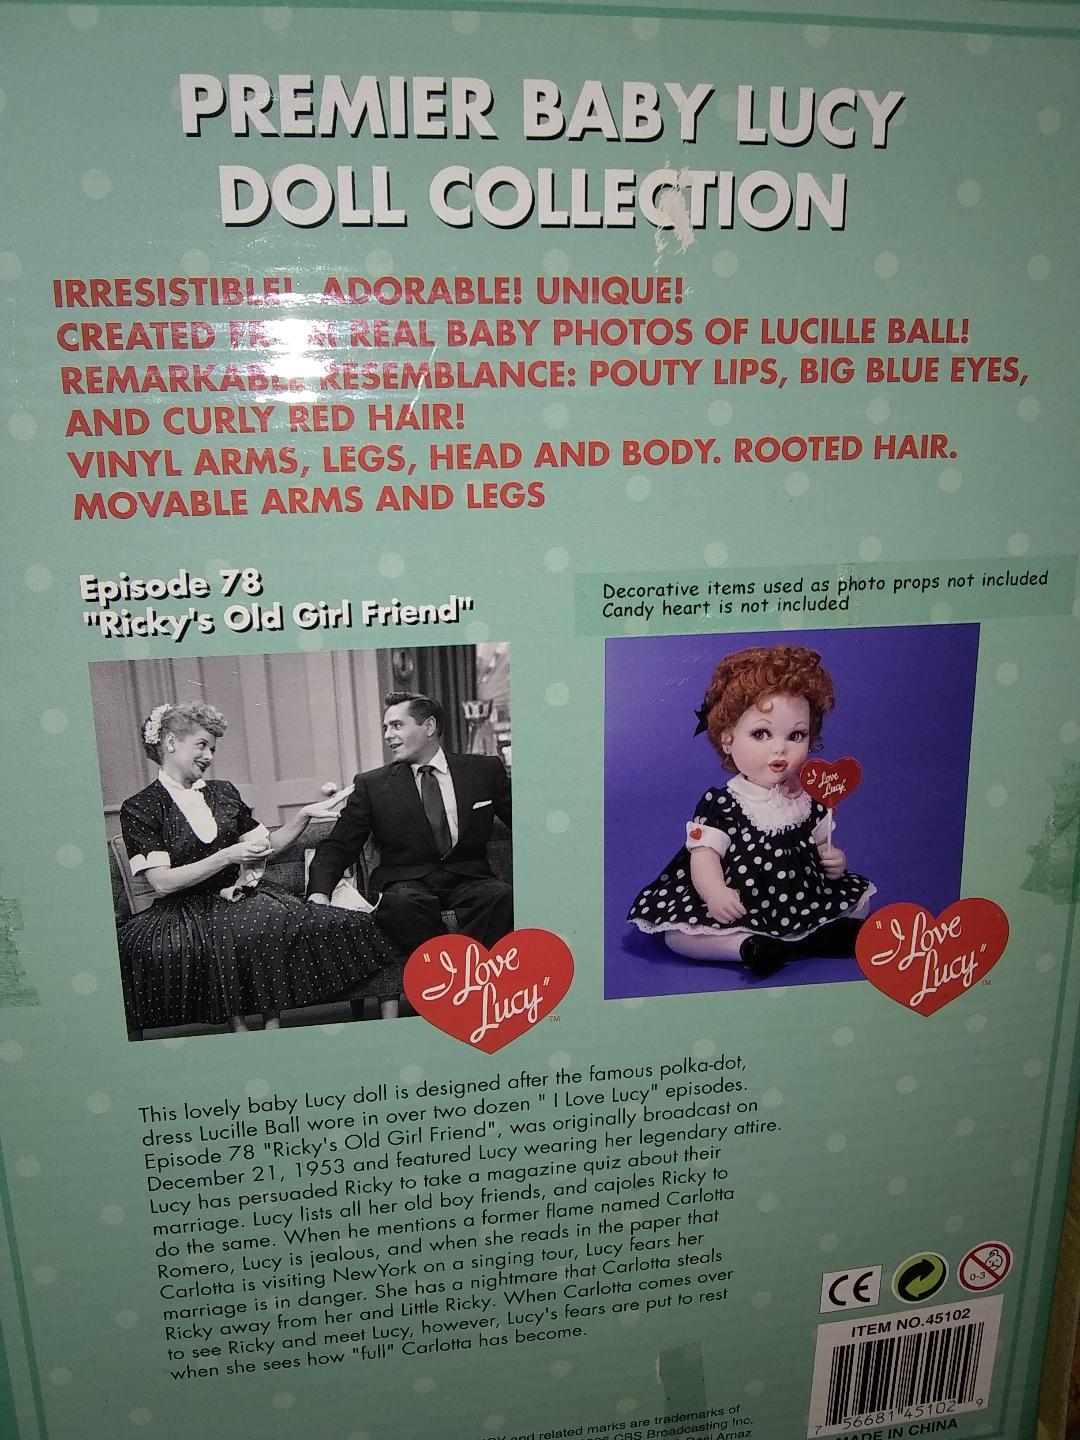 PREMIER BABY LUCY
DOLL COLLECTION
IRRESISTIBLE! ADORABLE! UNIQUE!
CREATED FROM REAL BABY PHOTOS OF LUCILLE BALL!
REMARKABLE RESEMBLANCE: POUTY LIPS, BIG BLUE EYES,
AND CURLY RED HAIR!
VINYL ARMS, LEGS, HEAD AND BODY. ROOTED HAIR.
MOVABLE ARMS AND LEGS
Episode 78
"Ricky's Old Girl Friend"
Decorative items used as photo props not included
Candy heart is not included
I Love
Lucy
"I Love
Lucy"
TM
"I Love
Lucy"
TM
This lovely baby Lucy doll is designed after the famous polka-dot,
dress Lucille Ball wore in over two dozen " I Love Lucy" episodes.
Episode 78 "Ricky's Old Girl Friend", was originally broadcast on
December 21, 1953 and featured Lucy wearing her legendary attire.
Lucy has persuaded Ricky to take a magazine quiz about their
marriage. Lucy lists all her old boy friends, and cajoles Ricky to
do the same. When he mentions a former flame named Carlotta
Romero, Lucy is jealous, and when she reads in the paper that
Carlotta is visiting NewYork on a singing tour, Lucy fears her
marriage is in danger. She has a nightmare that Carlotta steals
Ricky away from her and Little Ricky. When Carlotta comes over
to see Ricky and meet Lucy, however, Lucy's fears are put to rest
when she sees how "full" Carlotta has become.
CE
0-3
ITEM NO.45102
7 56681 45102 9
MADE IN CHINA
and related marks are trademarks of
CBS Broadcasting Inc.
Desi Arnaz